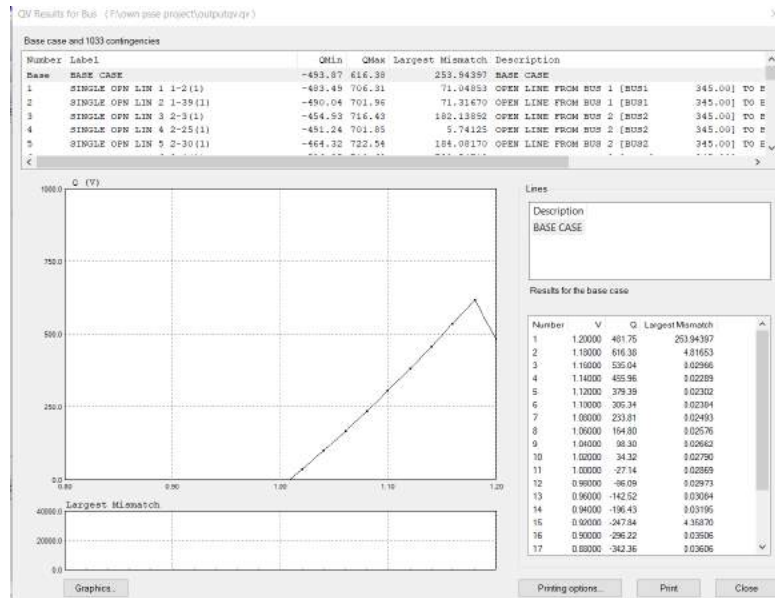 QV Results for Bus (F:\own psse project\outputqv.qv)
Base case and 1033 contingencies
Number Label QMin QMax Largest Mismatch Description
Base BASE CASE -493.87 616.38 253.94397 BASE CASE
1 SINGLE OPN LIN 1 1-2(1) -483.49 706.31 71.04853 OPEN LINE FROM BUS 1 [BUS1 345.00] TO B
2 SINGLE OPN LIN 2 1-39(1) -490.04 701.96 71.31670 OPEN LINE FROM BUS 1 [BUS1 345.00] TO B
3 SINGLE OPN LIN 3 2-3(1) -454.93 716.43 182.13892 OPEN LINE FROM BUS 2 [BUS2 345.00] TO B
4 SINGLE OPN LIN 4 2-25(1) -491.24 701.85 5.74125 OPEN LINE FROM BUS 2 [BUS2 345.00] TO B
5 SINGLE OPN LIN 5 2-30(1) -464.32 722.54 184.08170 OPEN LINE FROM BUS 2 [BUS2 345.00] TO E
Q (V)
1000.0
750.0
500.0
250.0
0.0
0.80 0.90 1.00 1.10 1.20
Largest Mismatch
40000.0
20000.0
0.0
Lines
Description
BASE CASE
Results for the base case
Number V Q Largest Mismatch
1 1.20000 481.75 253.94397
2 1.18000 616.38 4.81653
3 1.16000 535.04 0.02966
4 1.14000 455.96 0.02289
5 1.12000 379.39 0.02302
6 1.10000 305.34 0.02384
7 1.08000 233.81 0.02493
8 1.06000 164.80 0.02576
9 1.04000 98.30 0.02662
10 1.02000 34.32 0.02790
11 1.00000 -27.14 0.02869
12 0.98000 -86.09 0.02973
13 0.96000 -142.52 0.03084
14 0.94000 -196.43 0.03195
15 0.92000 -247.84 4.35870
16 0.90000 -296.22 0.03506
17 0.88000 -342.36 0.03606
Graphics...
Printing options...
Print
Close